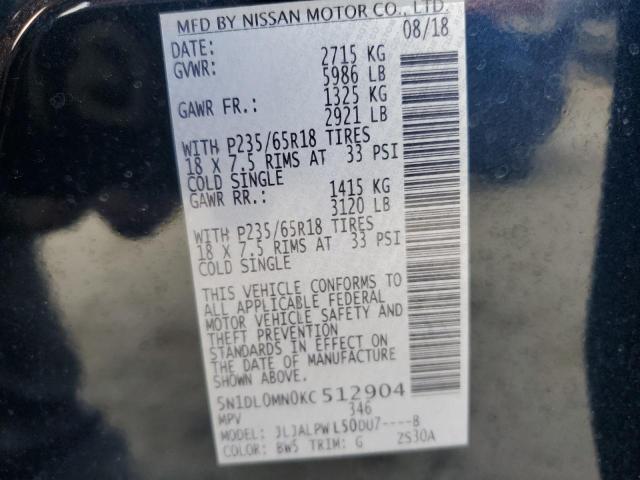 MFD BY NISSAN MOTOR CO., LTD.
DATE: 08/18
GVWR: 2715 KG
5986 LB
GAWR FR.: 1325 KG
2921 LB
WITH P235/65R18 TIRES
18 X 7.5 RIMS AT 33 PSI
COLD SINGLE
GAWR RR.: 1415 KG
3120 LB
WITH P235/65R18 TIRES
18 X 7.5 RIMS AT 33 PSI
COLD SINGLE
THIS VEHICLE CONFORMS TO
ALL APPLICABLE FEDERAL
MOTOR VEHICLE SAFETY AND
THEFT PREVENTION
STANDARDS IN EFFECT ON
THE DATE OF MANUFACTURE
SHOWN ABOVE.
5N1DL0MN0KC512904
MPV 346
MODEL: JLJALPWL50DU7----B
COLOR: BW5 TRIM: G ZS30A